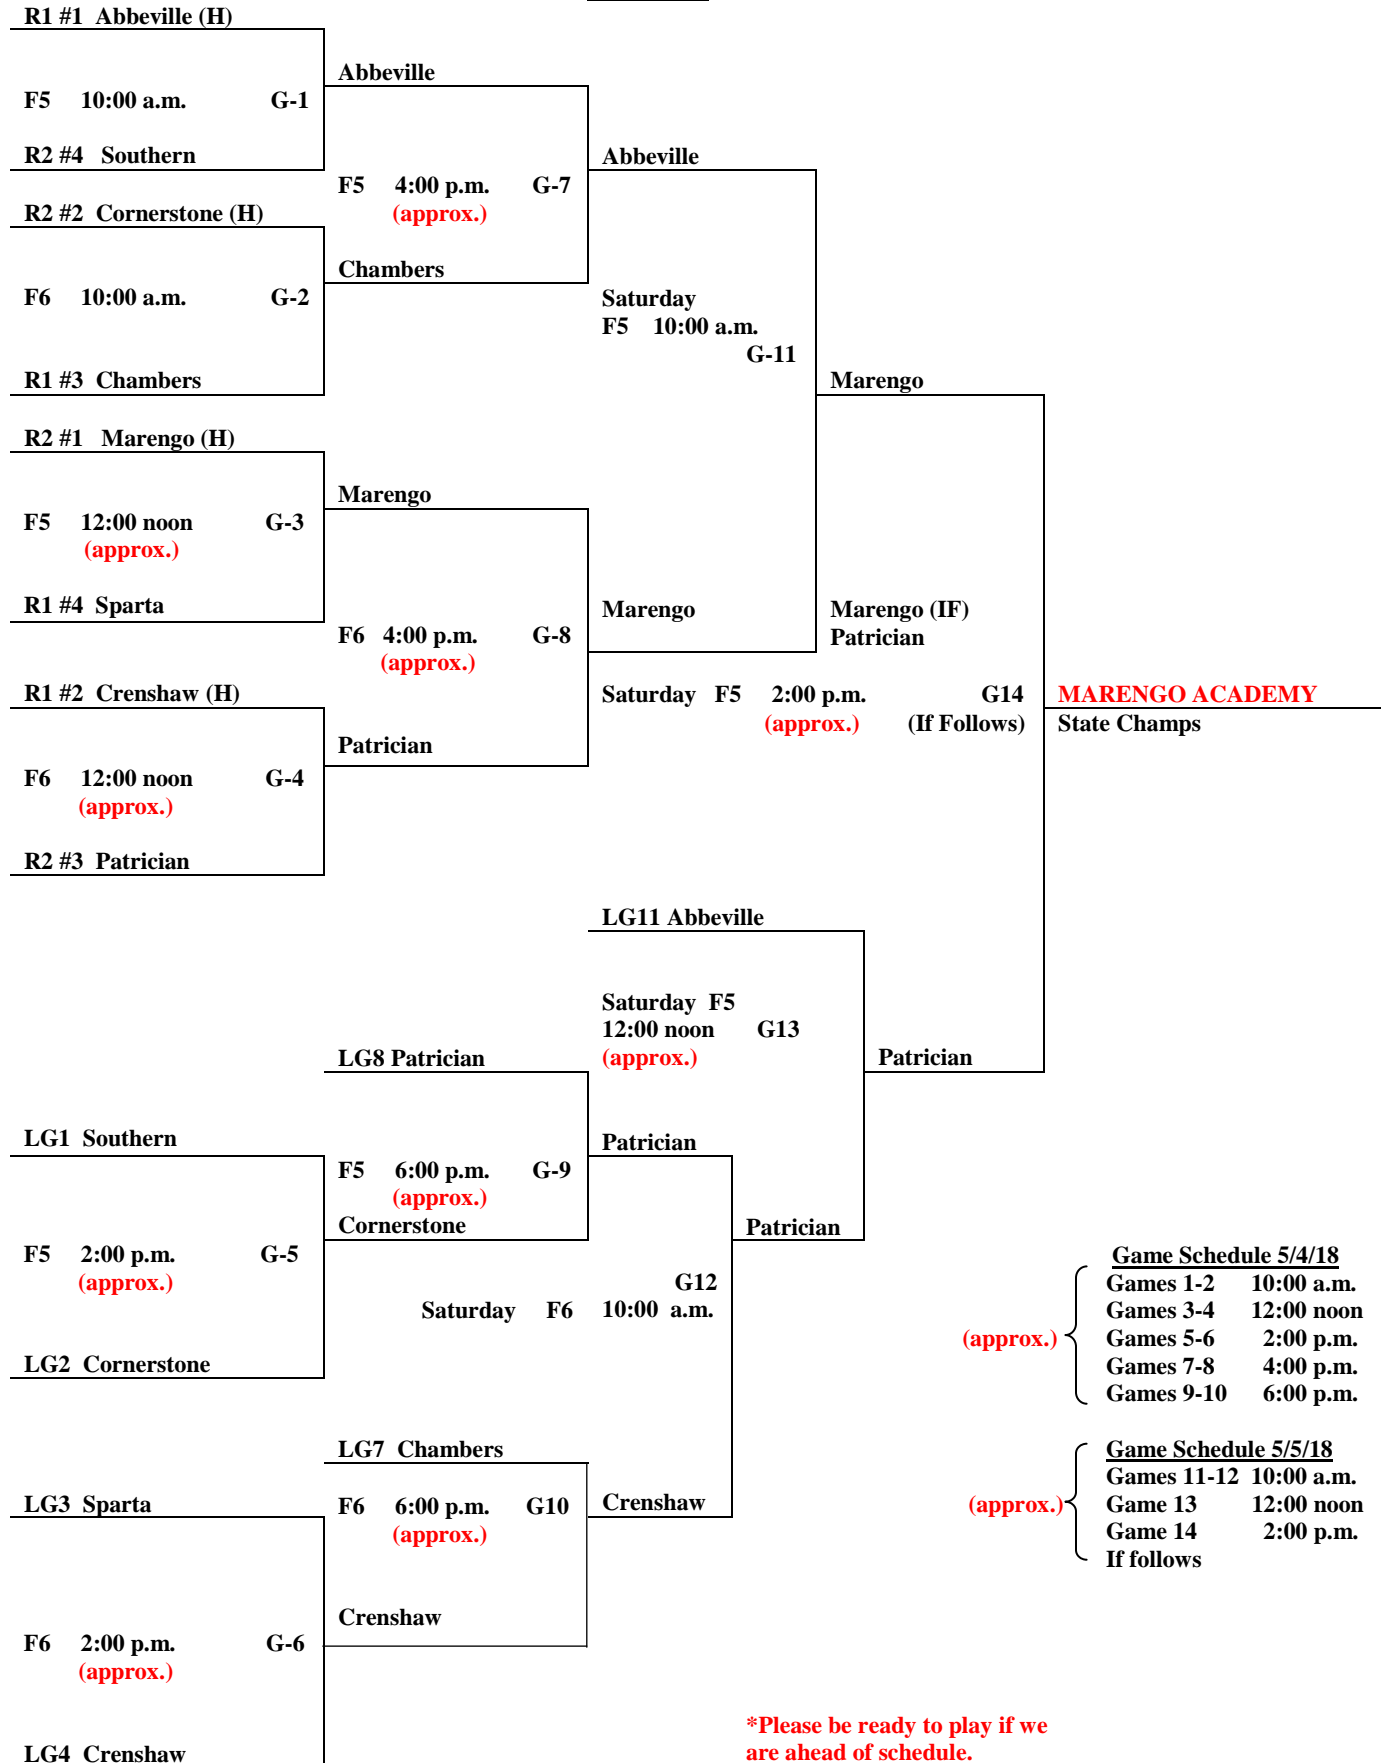 R1 #1 Abbeville (H)
F5 10:00 a.m. G-1
R2 #4 Southern
R2 #2 Cornerstone (H)
F6 10:00 a.m. G-2
R1 #3 Chambers
R2 #1 Marengo (H)
F5 12:00 noon G-3
(approx.)
R1 #4 Sparta
R1 #2 Crenshaw (H)
F6 12:00 noon G-4
(approx.)
R2 #3 Patrician
Abbeville
F5 4:00 p.m. G-7
(approx.)
Chambers
Marengo
F6 4:00 p.m. G-8
(approx.)
Patrician
Abbeville
Saturday
F5 10:00 a.m.
G-11
Marengo
Marengo
Marengo (IF)
Patrician
Saturday F5 2:00 p.m. G14
(approx.) (If Follows)
MARENGO ACADEMY
State Champs
LG11 Abbeville
Saturday F5
12:00 noon G13
(approx.)
Patrician
LG8 Patrician
F5 6:00 p.m. G-9
(approx.)
Cornerstone
Patrician
Patrician
G12
Saturday F6 10:00 a.m.
LG1 Southern
F5 2:00 p.m. G-5
(approx.)
LG2 Cornerstone
LG7 Chambers
F6 6:00 p.m. G10
(approx.)
Crenshaw
Crenshaw
LG3 Sparta
F6 2:00 p.m. G-6
(approx.)
LG4 Crenshaw
Game Schedule 5/4/18
Games 1-2 10:00 a.m.
Games 3-4 12:00 noon
(approx.) Games 5-6 2:00 p.m.
Games 7-8 4:00 p.m.
Games 9-10 6:00 p.m.
Game Schedule 5/5/18
Games 11-12 10:00 a.m.
(approx.) Game 13 12:00 noon
Game 14 2:00 p.m.
If follows
*Please be ready to play if we
are ahead of schedule.